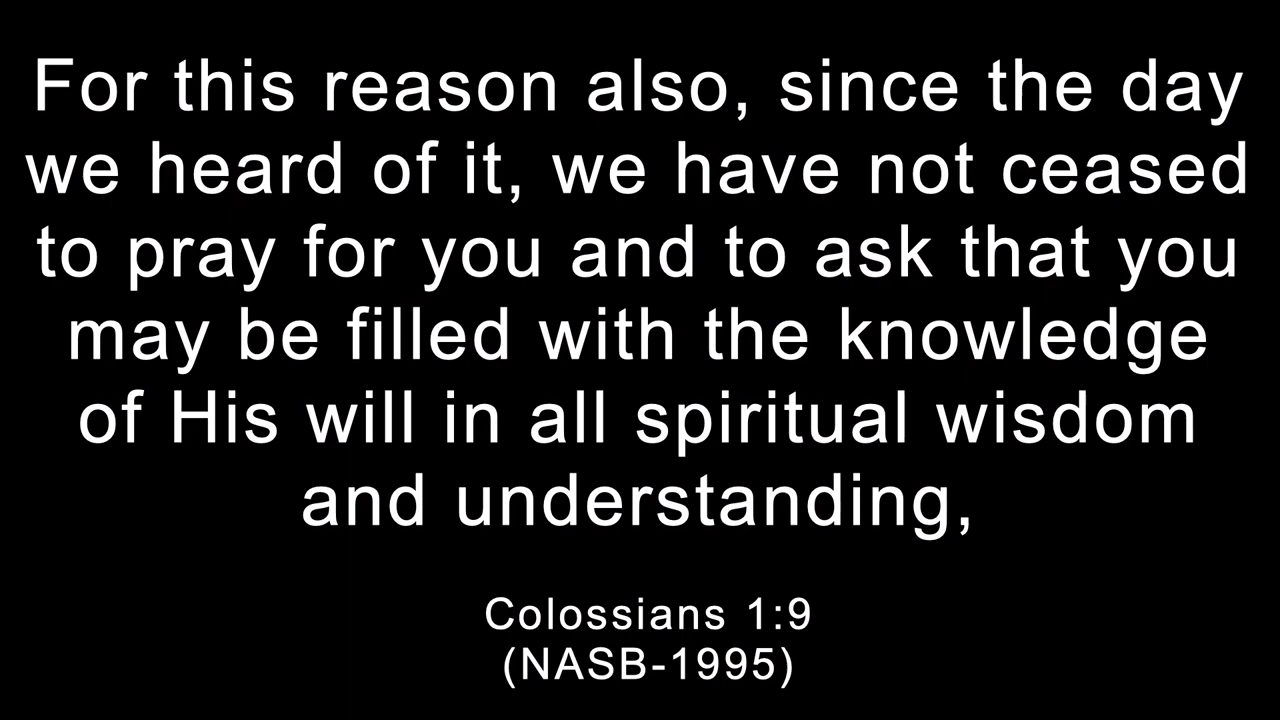 For this reason also, since the day
we heard of it, we have not ceased
to pray for you and to ask that you
may be filled with the knowledge
of His will in all spiritual wisdom
and understanding,
Colossians 1:9
(NASB-1995)